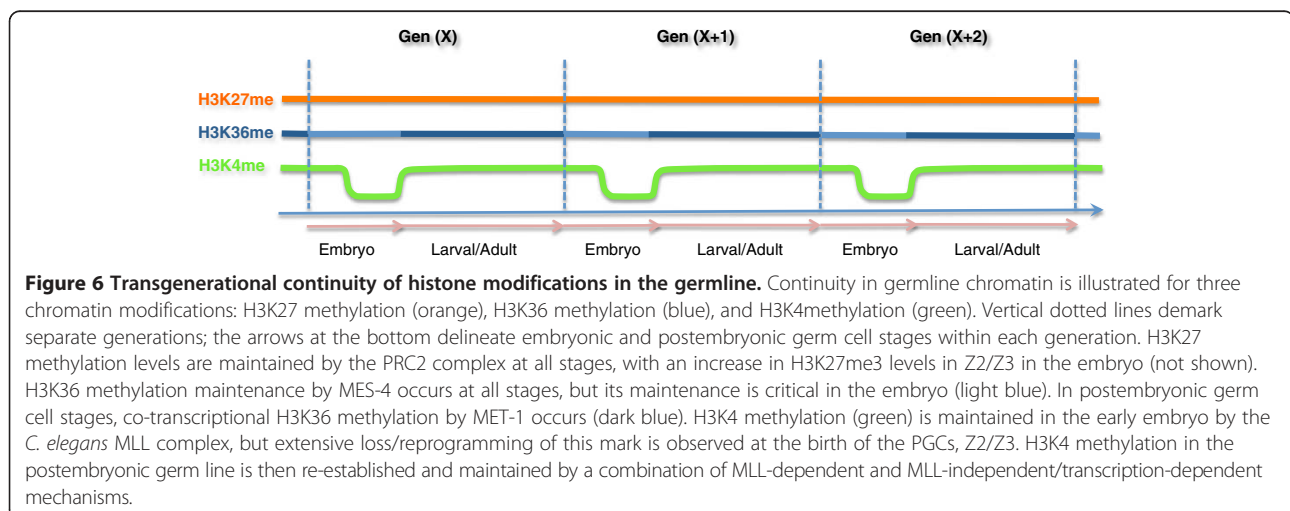 Gen (X) Gen (X+1) Gen (X+2)
H3K27me
H3K36me
H3K4me
Embryo Larval/Adult Embryo Larval/Adult Embryo Larval/Adult
Figure 6 Transgenerational continuity of histone modifications in the germline. Continuity in germline chromatin is illustrated for three
chromatin modifications: H3K27 methylation (orange), H3K36 methylation (blue), and H3K4methylation (green). Vertical dotted lines demark
separate generations; the arrows at the bottom delineate embryonic and postembryonic germ cell stages within each generation. H3K27
methylation levels are maintained by the PRC2 complex at all stages, with an increase in H3K27me3 levels in Z2/Z3 in the embryo (not shown).
H3K36 methylation maintenance by MES-4 occurs at all stages, but its maintenance is critical in the embryo (light blue). In postembryonic germ
cell stages, co-transcriptional H3K36 methylation by MET-1 occurs (dark blue). H3K4 methylation (green) is maintained in the early embryo by the
C. elegans MLL complex, but extensive loss/reprogramming of this mark is observed at the birth of the PGCs, Z2/Z3. H3K4 methylation in the
postembryonic germ line is then re-established and maintained by a combination of MLL-dependent and MLL-independent/transcription-dependent
mechanisms.